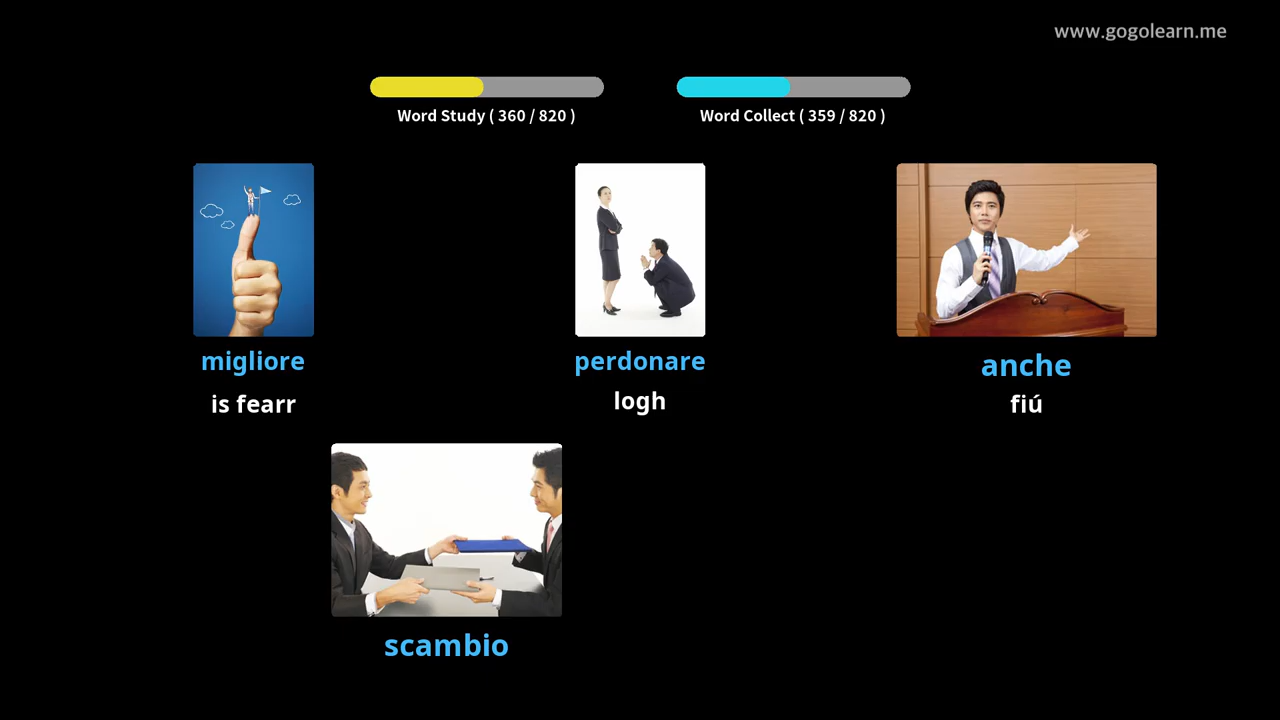 www.gogolearn.me
Word Study ( 360 / 820 )
Word Collect ( 359 / 820 )
migliore
perdonare
anche
is fearr
logh
fiú
scambio